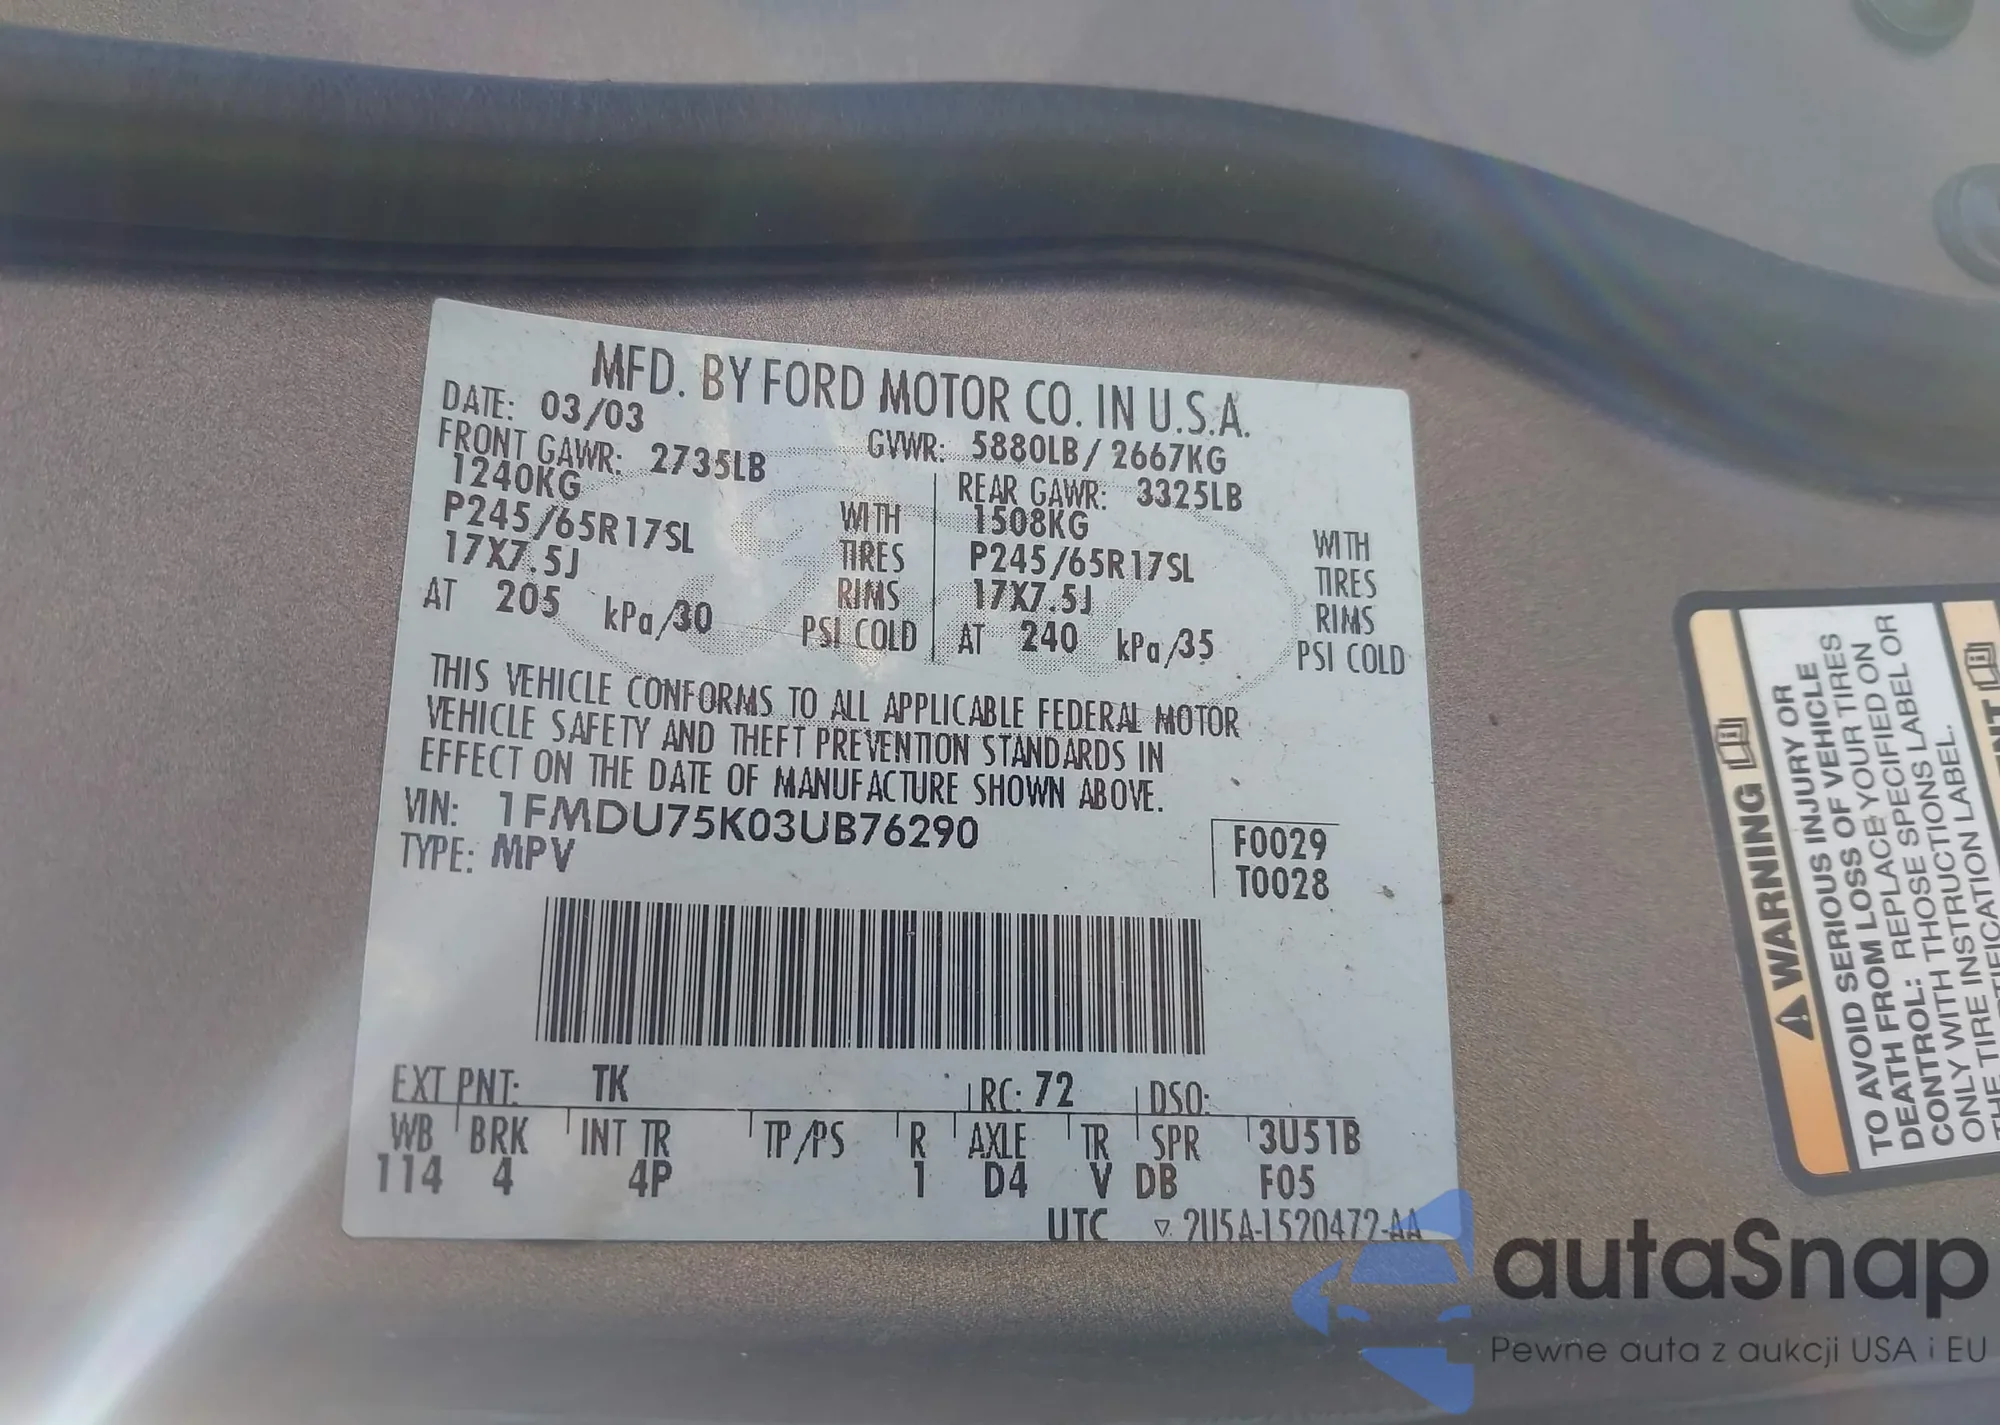 MFD. BY FORD MOTOR CO. IN U.S.A.
DATE: 03/03
GVWR: 5880LB / 2667KG
FRONT GAWR: 2735LB
1240KG WITH
P245/65R17SL TIRES
17X7.5J RIMS
AT 205 kPa/30 PSI COLD
REAR GAWR: 3325LB
1508KG WITH
P245/65R17SL TIRES
17X7.5J RIMS
AT 240 kPa/35 PSI COLD
THIS VEHICLE CONFORMS TO ALL APPLICABLE FEDERAL MOTOR
VEHICLE SAFETY AND THEFT PREVENTION STANDARDS IN
EFFECT ON THE DATE OF MANUFACTURE SHOWN ABOVE.
VIN: 1FMDU75K03UB76290
TYPE: MPV
F0029
T0028
EXT PNT: TK RC: 72 DSO:
WB BRK INT TR TP/PS R AXLE TR SPR 3U51B
114 4 4P 1 D4 V DB F05
UTC ▽ 2U5A-1520472-AA
⚠ WARNING
TO AVOID SERIOUS INJURY OR
DEATH FROM LOSS OF VEHICLE
CONTROL: REPLACE YOUR TIRES
ONLY WITH THOSE SPECIFIED ON
THE TIRE INSTRUCTION LABEL OR
LABEL.
autaSnap
Pewne auta z aukcji USA i EU